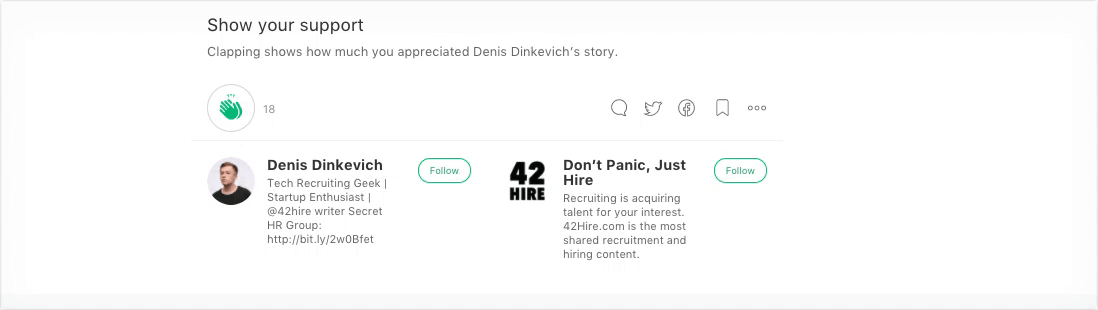 Show your support
Clapping shows how much you appreciated Denis Dinkevich's story.
18
Denis Dinkevich
Follow
Tech Recruiting Geek |
Startup Enthusiast |
@42hire writer Secret
HR Group:
http://bit.ly/2w0Bfet
42
HIRE
Don't Panic, Just
Hire
Follow
Recruiting is acquiring
talent for your interest.
42Hire.com is the most
shared recruitment and
hiring content.